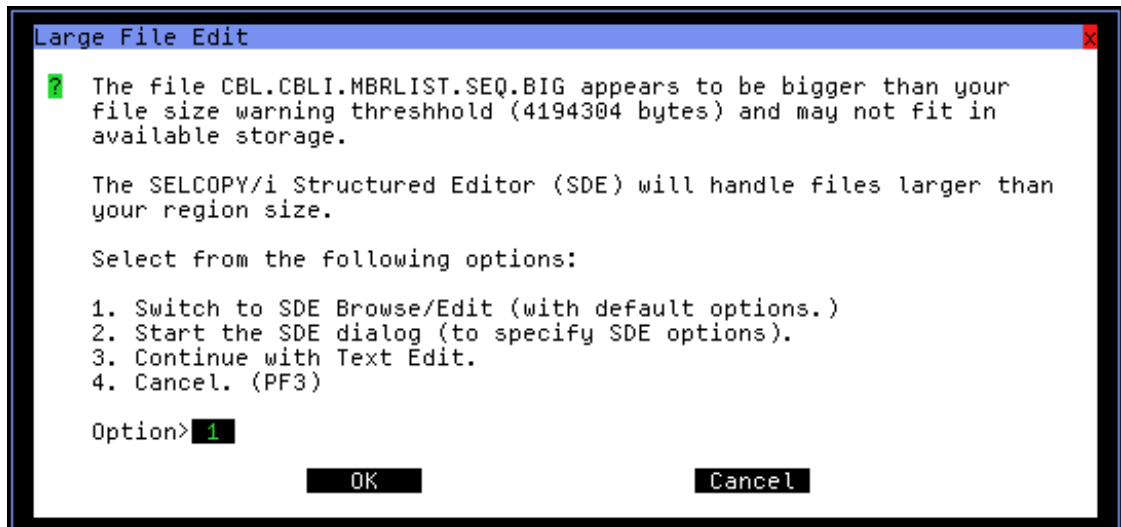 Large File Edit x
? The file CBL.CBLI.MBRLIST.SEQ.BIG appears to be bigger than your
file size warning threshhold (4194304 bytes) and may not fit in
available storage.
The SELCOPY/i Structured Editor (SDE) will handle files larger than
your region size.
Select from the following options:
1. Switch to SDE Browse/Edit (with default options.)
2. Start the SDE dialog (to specify SDE options).
3. Continue with Text Edit.
4. Cancel. (PF3)
Option> 1
OK Cancel